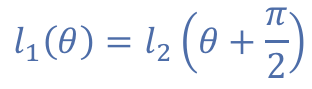 l₁(θ) = l₂(θ + π/2)